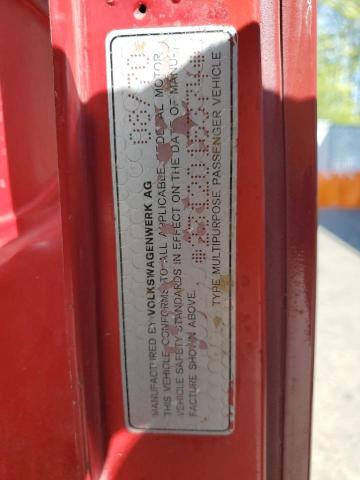 08/70
MANUFACTURED BY VOLKSWAGENWERK AG
THIS VEHICLE CONFORMS TO ALL APPLICABLE FEDERAL MOTOR
VEHICLE SAFETY STANDARDS IN EFFECT ON THE DATE OF MANU-
FACTURE SHOWN ABOVE.
TYPE MULTIPURPOSE PASSENGER VEHICLE